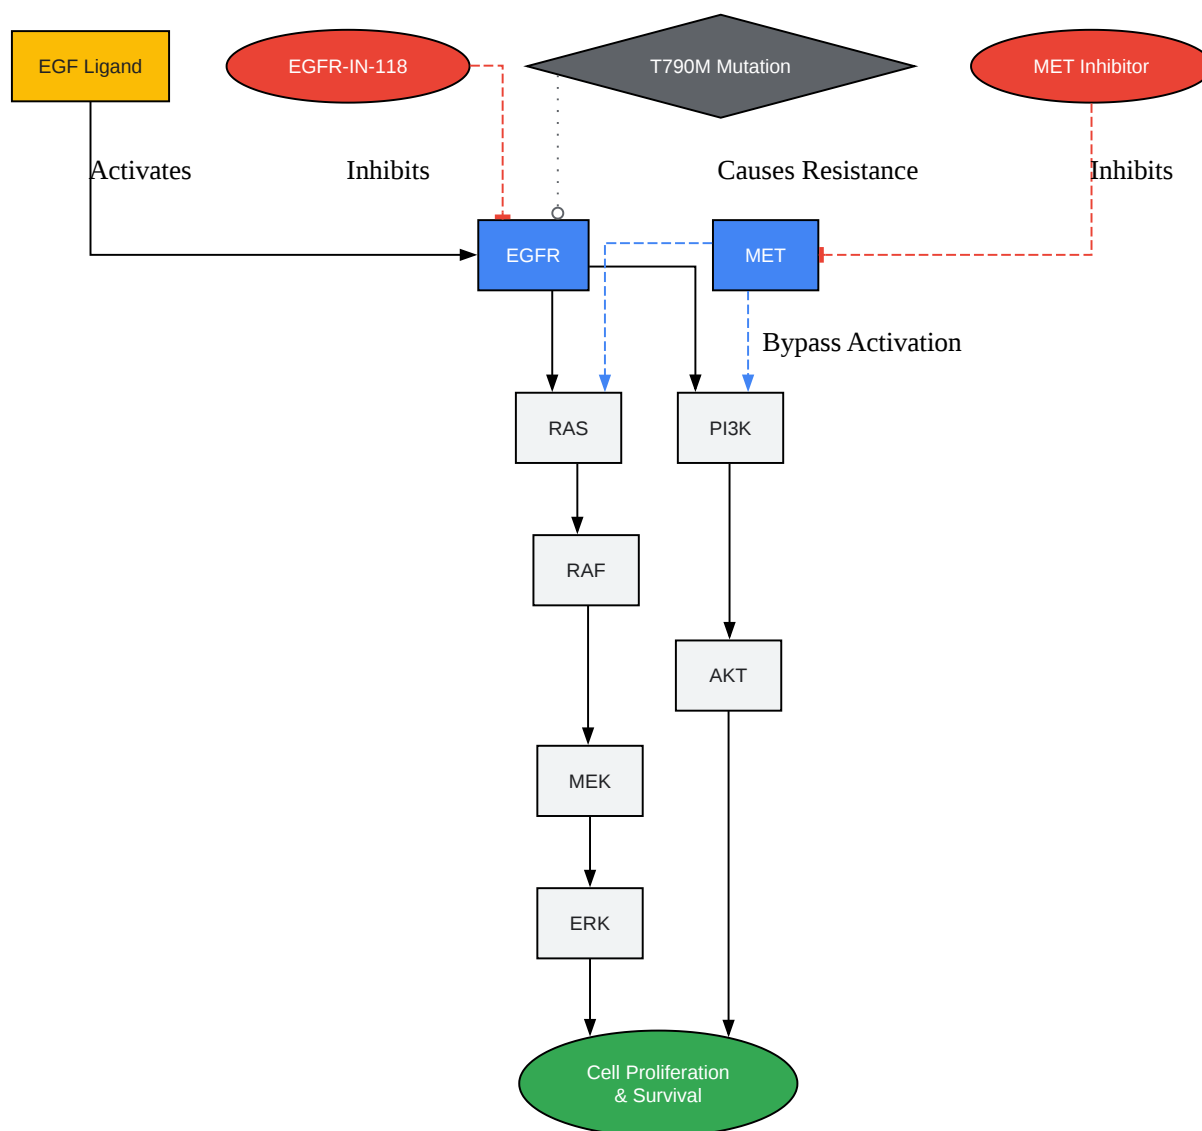 EGF Ligand
EGFR-IN-118
T790M Mutation
MET Inhibitor
Activates
Inhibits
Causes Resistance
Inhibits
EGFR
MET
Bypass Activation
RAS
PI3K
RAF
AKT
MEK
ERK
Cell Proliferation
& Survival